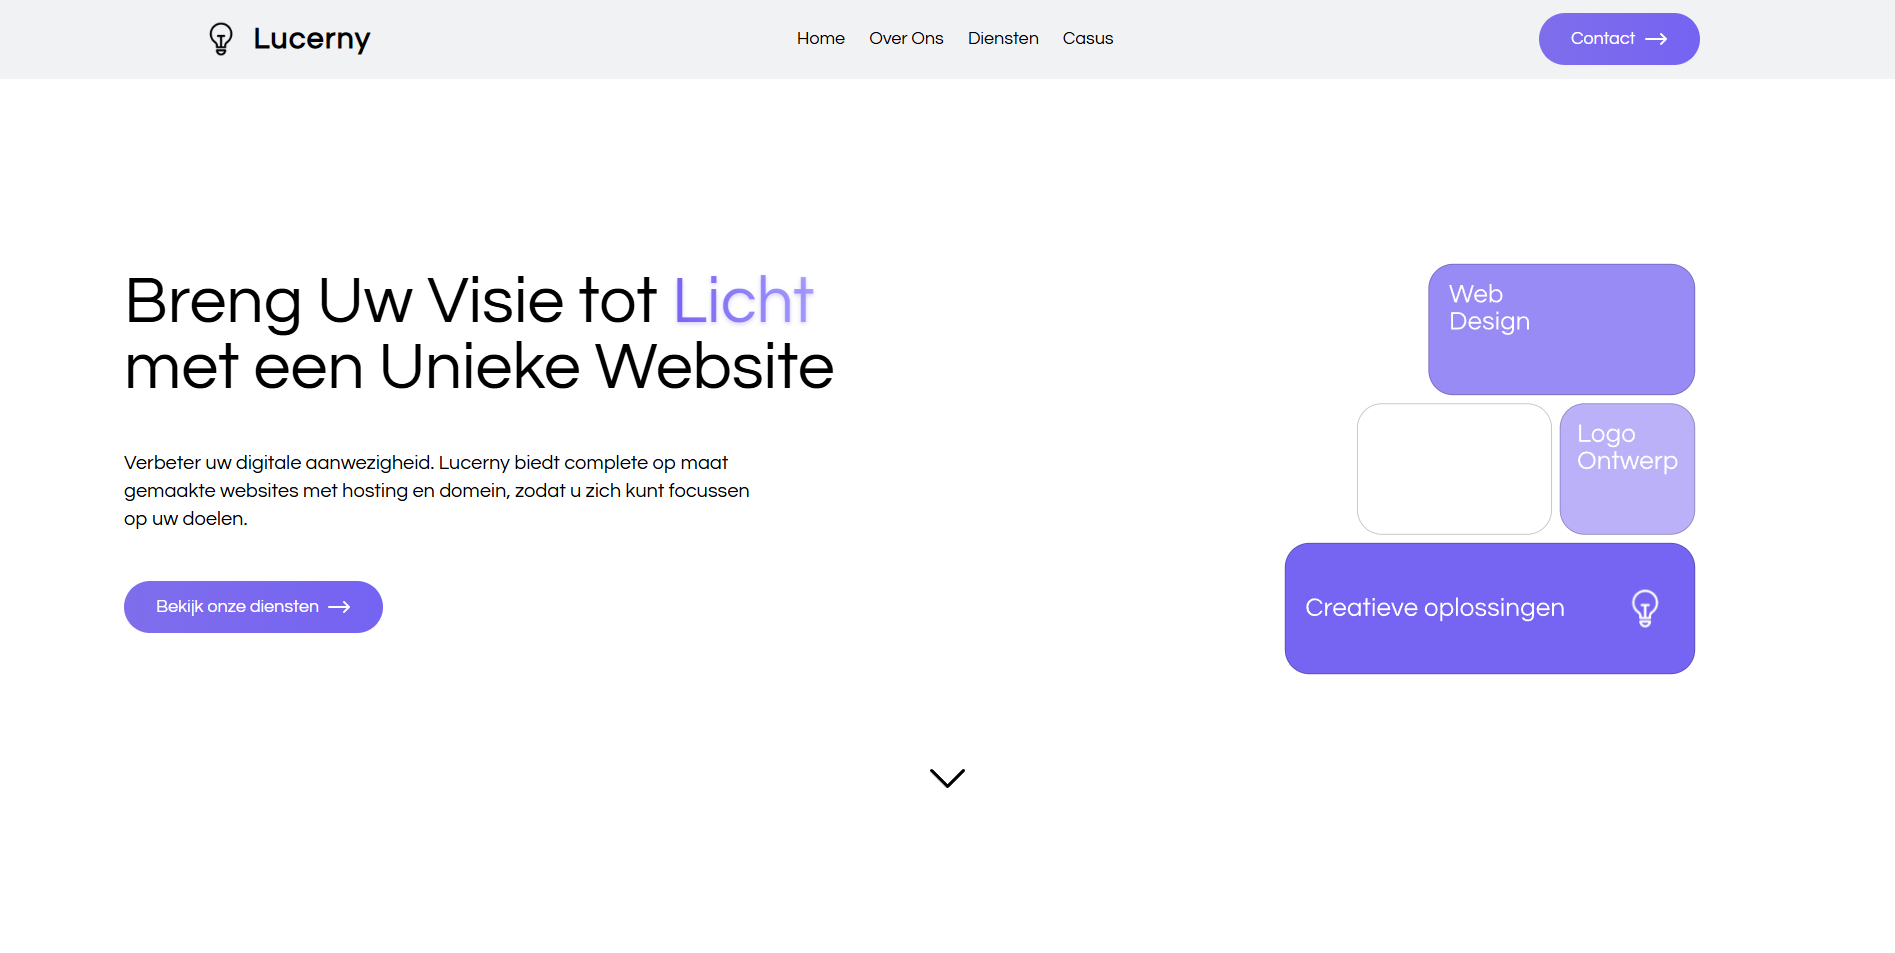 Lucerny
Home
Over Ons
Diensten
Casus
Contact
Breng Uw Visie tot Licht
met een Unieke Website
Verbeter uw digitale aanwezigheid. Lucerny biedt complete op maat
gemaakte websites met hosting en domein, zodat u zich kunt focussen
op uw doelen.
Bekijk onze diensten
Web
Design
Logo
Ontwerp
Creatieve oplossingen